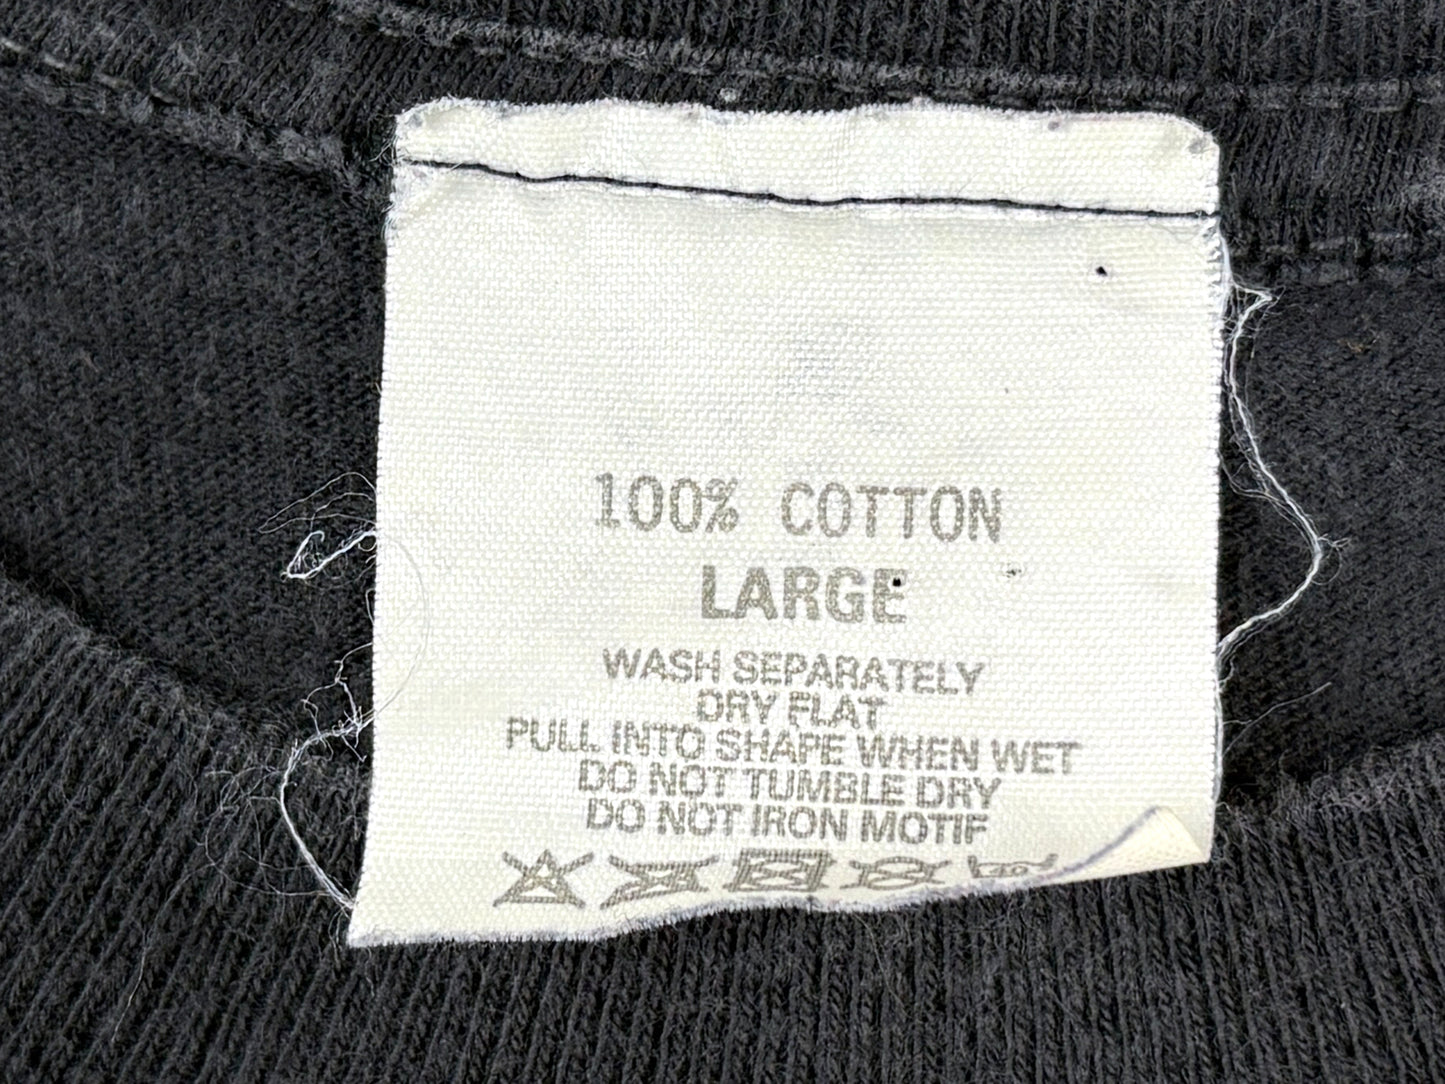 100% COTTON
LARGE
WASH SEPARATELY
DRY FLAT
PULL INTO SHAPE WHEN WET
DO NOT TUMBLE DRY
DO NOT IRON MOTIF
40